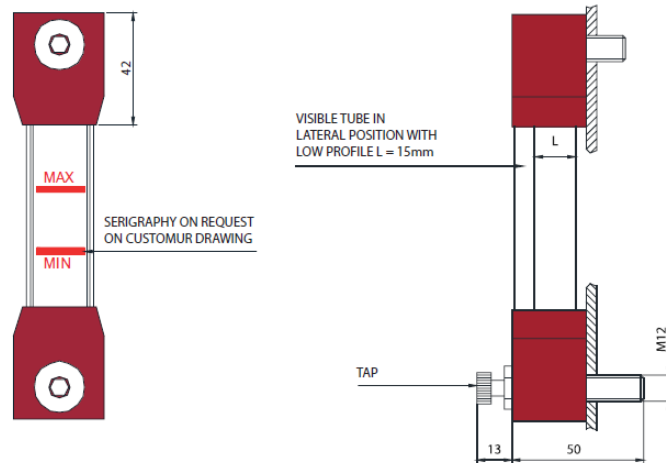 42
VISIBLE TUBE IN
LATERAL POSITION WITH
LOW PROFILE L = 15mm
L
MAX
SERIGRAPHY ON REQUEST
ON CUSTOMUR DRAWING
MIN
M12
TAP
13
50